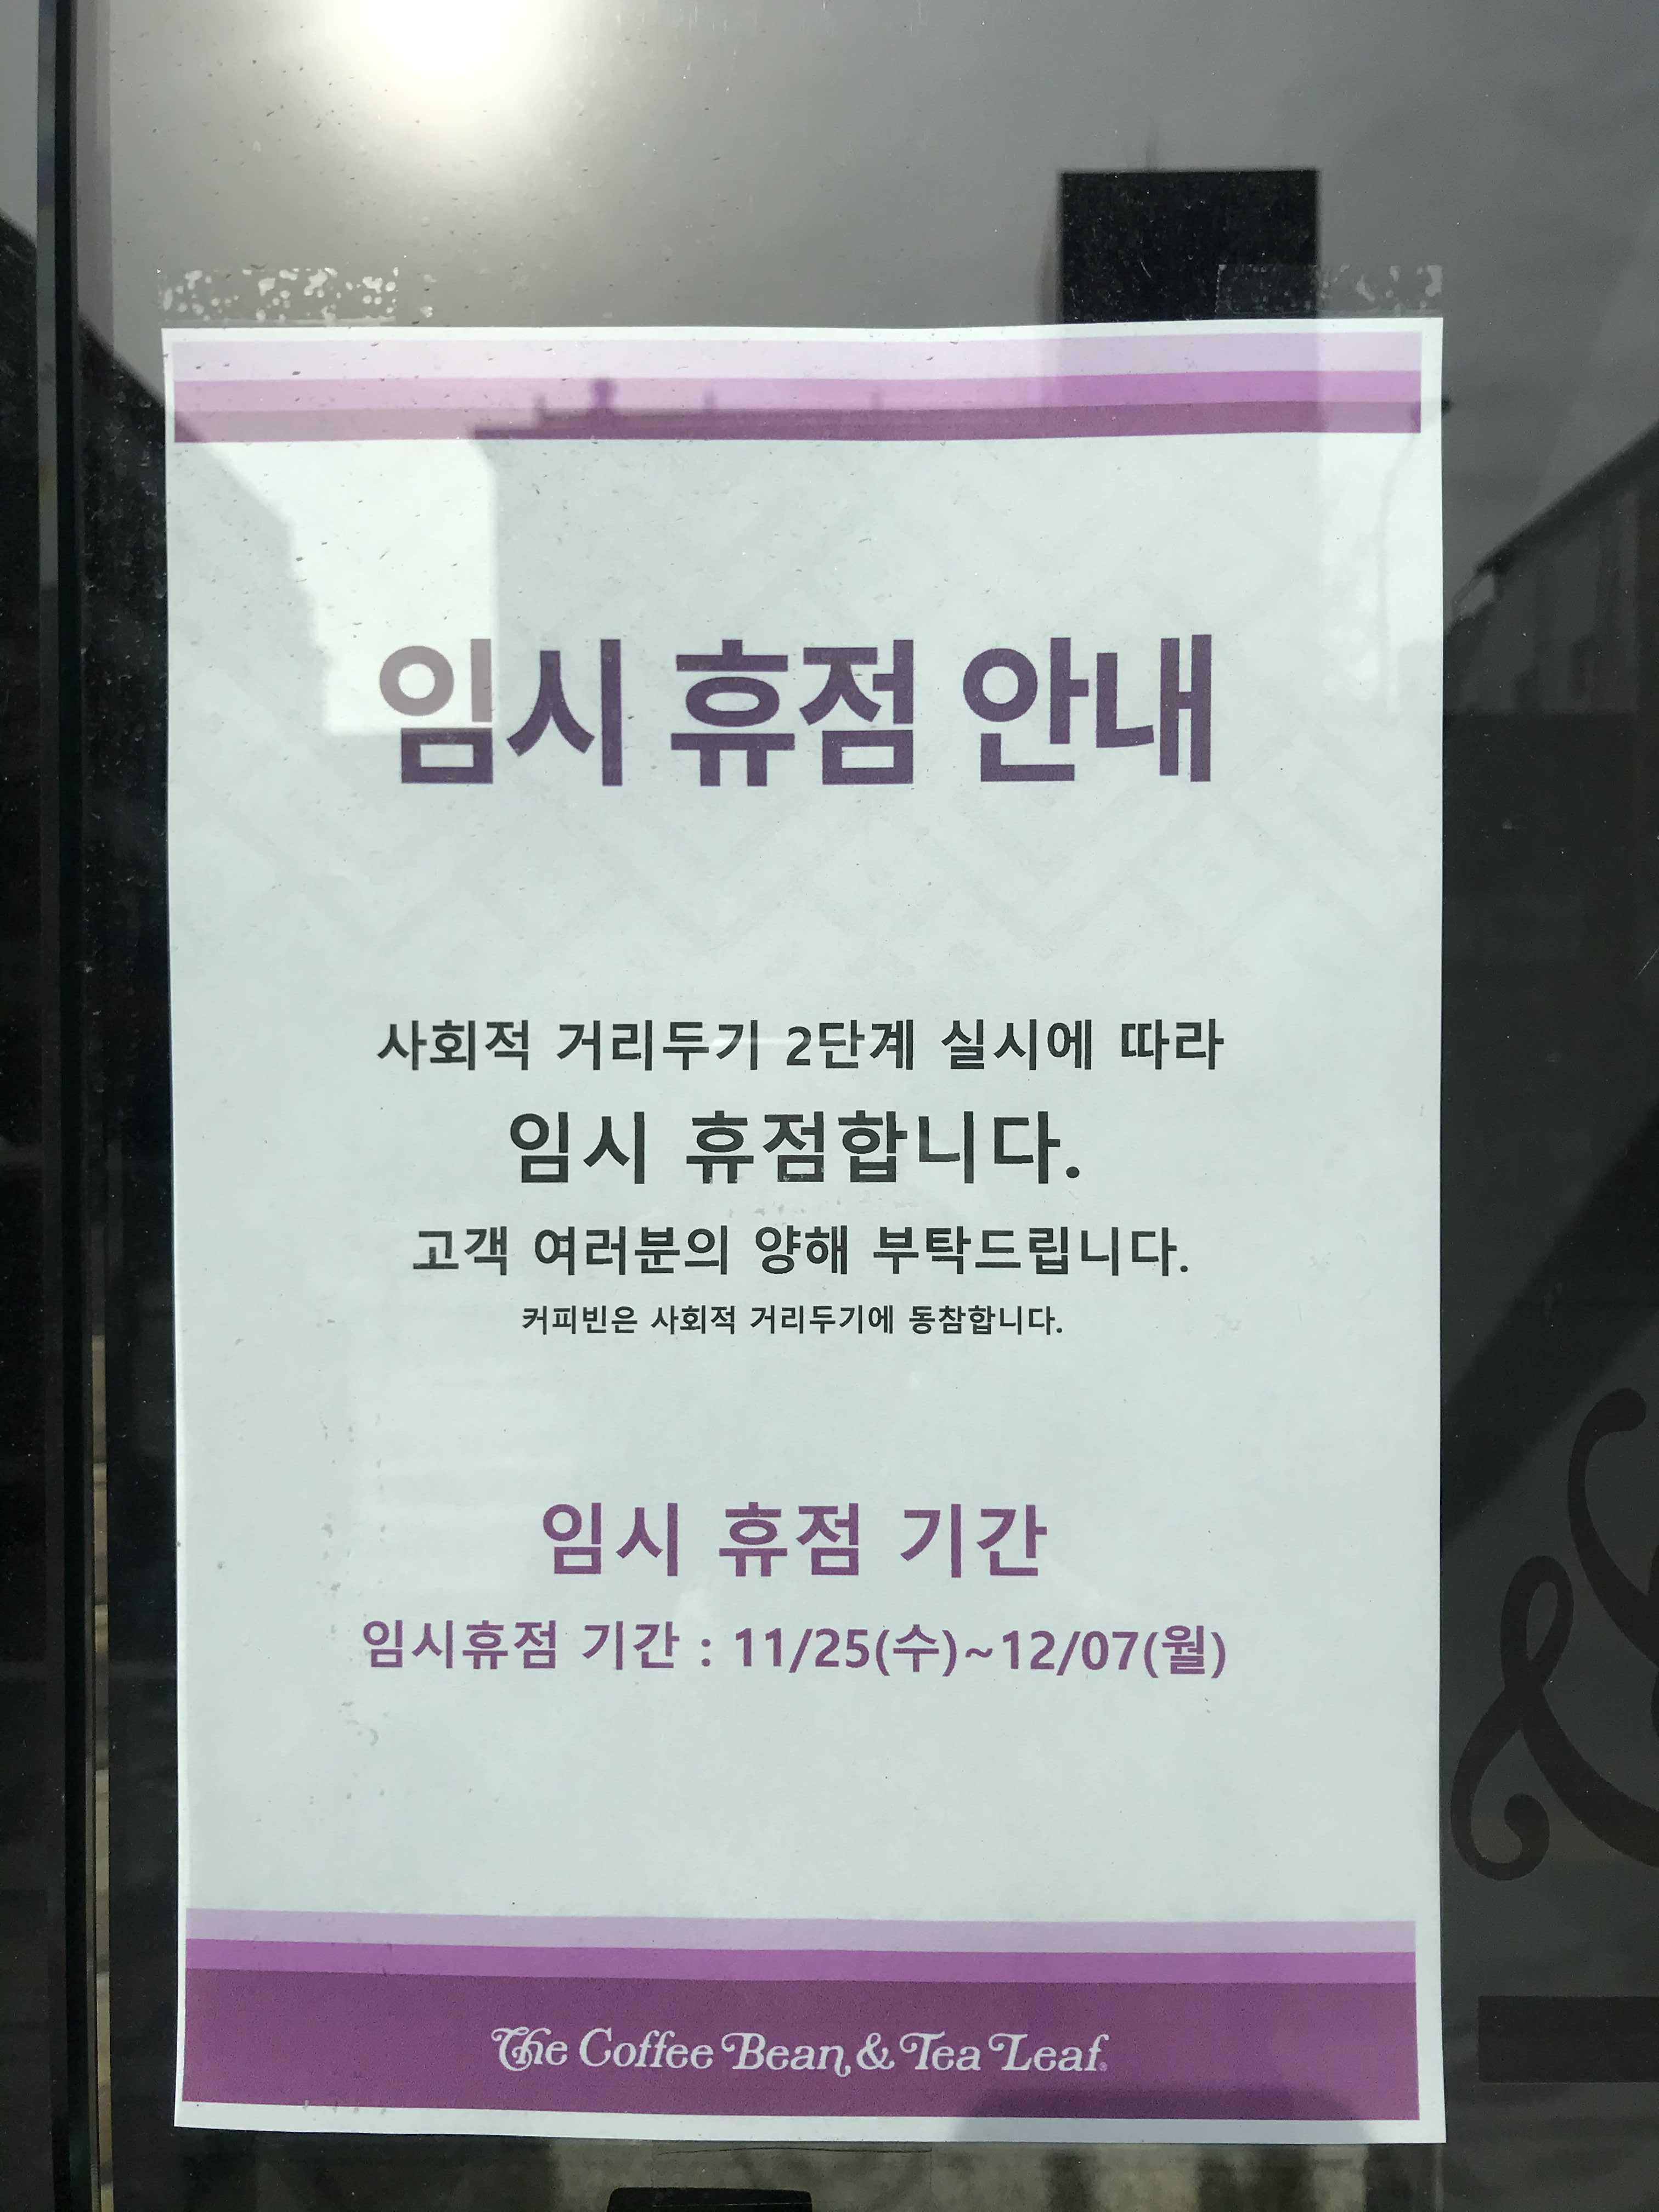 임시 휴점 안내
사회적 거리두기 2단계 실시에 따라
임시 휴점합니다.
고객 여러분의 양해 부탁드립니다.
커피빈은 사회적 거리두기에 동참합니다.
임시 휴점 기간
임시휴점 기간 : 11/25(수)~12/07(월)
The Coffee Bean & Tea Leaf®